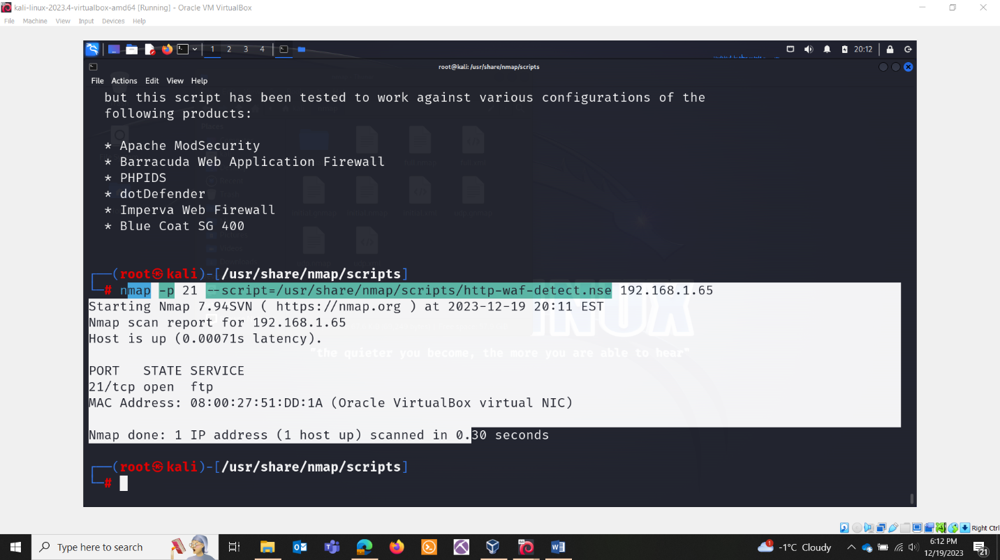 kali-linux-2023.4-virtualbox-amd64 [Running] - Oracle VM VirtualBox
File Machine View Input Devices Help
1 2 3 4 20:12
root@kali: /usr/share/nmap/scripts
File Actions Edit View Help
but this script has been tested to work against various configurations of the
following products:
* Apache ModSecurity
* Barracuda Web Application Firewall
* PHPIDS
* dotDefender
* Imperva Web Firewall
* Blue Coat SG 400
(root㉿kali)-[/usr/share/nmap/scripts]
# nmap -p 21 --script=/usr/share/nmap/scripts/http-waf-detect.nse 192.168.1.65
Starting Nmap 7.94SVN ( https://nmap.org ) at 2023-12-19 20:11 EST
Nmap scan report for 192.168.1.65
Host is up (0.00071s latency).
"the quieter you become, the more you are able to hear"
PORT STATE SERVICE
21/tcp open ftp
MAC Address: 08:00:27:51:DD:1A (Oracle VirtualBox virtual NIC)
Nmap done: 1 IP address (1 host up) scanned in 0.30 seconds
(root㉿kali)-[/usr/share/nmap/scripts]
#
Right Ctrl
Type here to search
1 -1°C Cloudy
6:12 PM
12/19/2023
21